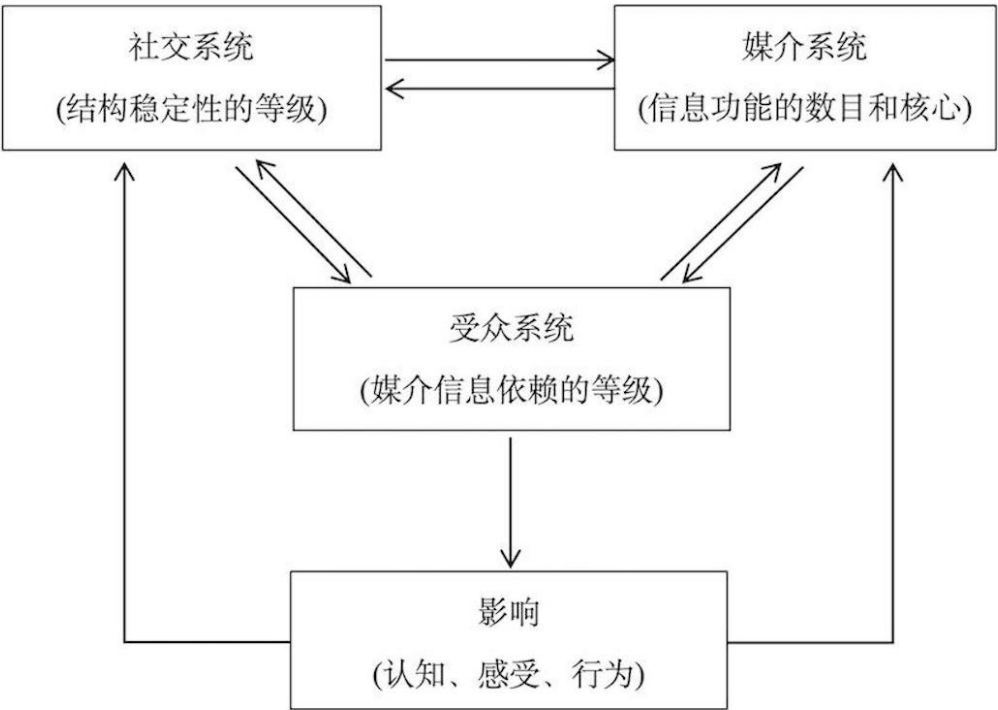 社交系统
(结构稳定性的等级)
媒介系统
(信息功能的数目和核心)
受众系统
(媒介信息依赖的等级)
影响
(认知、感受、行为)